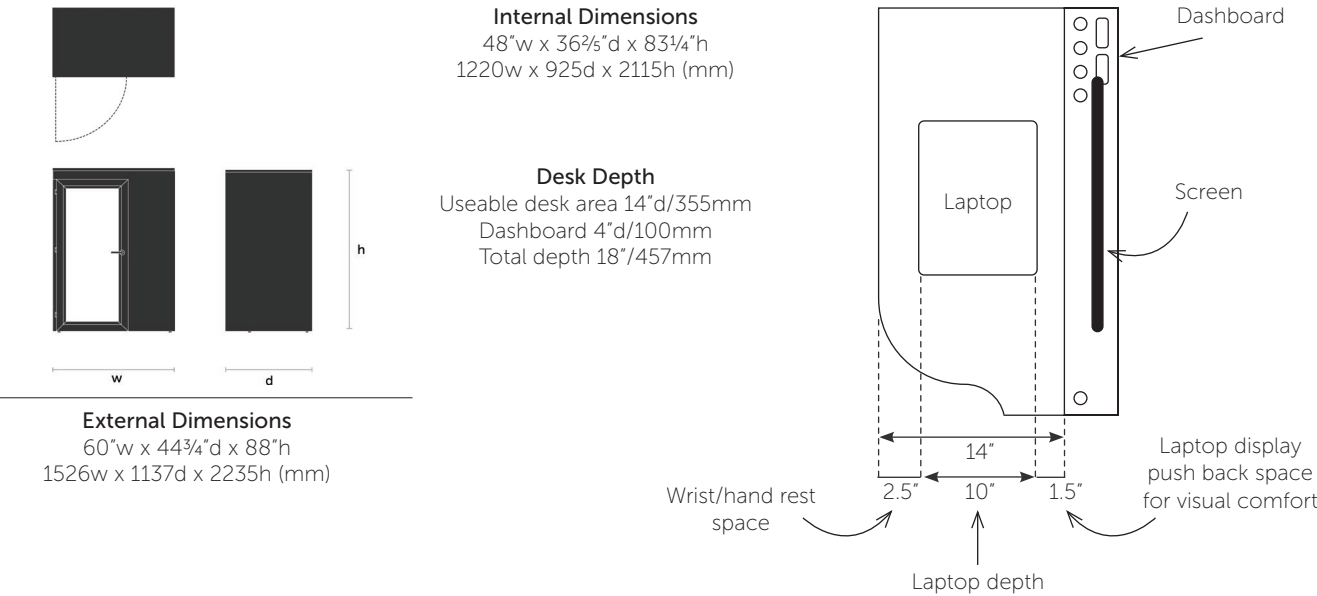 h
w
d
External Dimensions
60"w x 44¾"d x 88"h
1526w x 1137d x 2235h (mm)
Internal Dimensions
48"w x 36⅖"d x 83¼"h
1220w x 925d x 2115h (mm)
Desk Depth
Useable desk area 14"d/355mm
Dashboard 4"d/100mm
Total depth 18"/457mm
Dashboard
Laptop
Screen
14"
2.5"
10"
1.5"
Wrist/hand rest
space
Laptop depth
Laptop display
push back space
for visual comfort